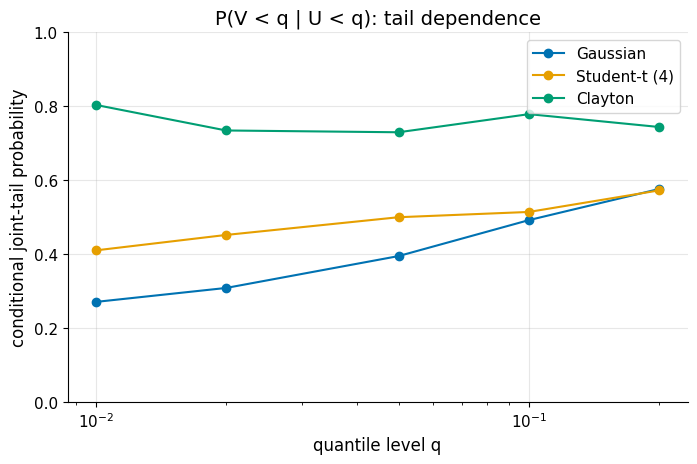 P(V < q | U < q): tail dependence
conditional joint-tail probability
1.0
0.8
0.6
0.4
0.2
0.0
Gaussian
Student-t (4)
Clayton
10⁻²
10⁻¹
quantile level q